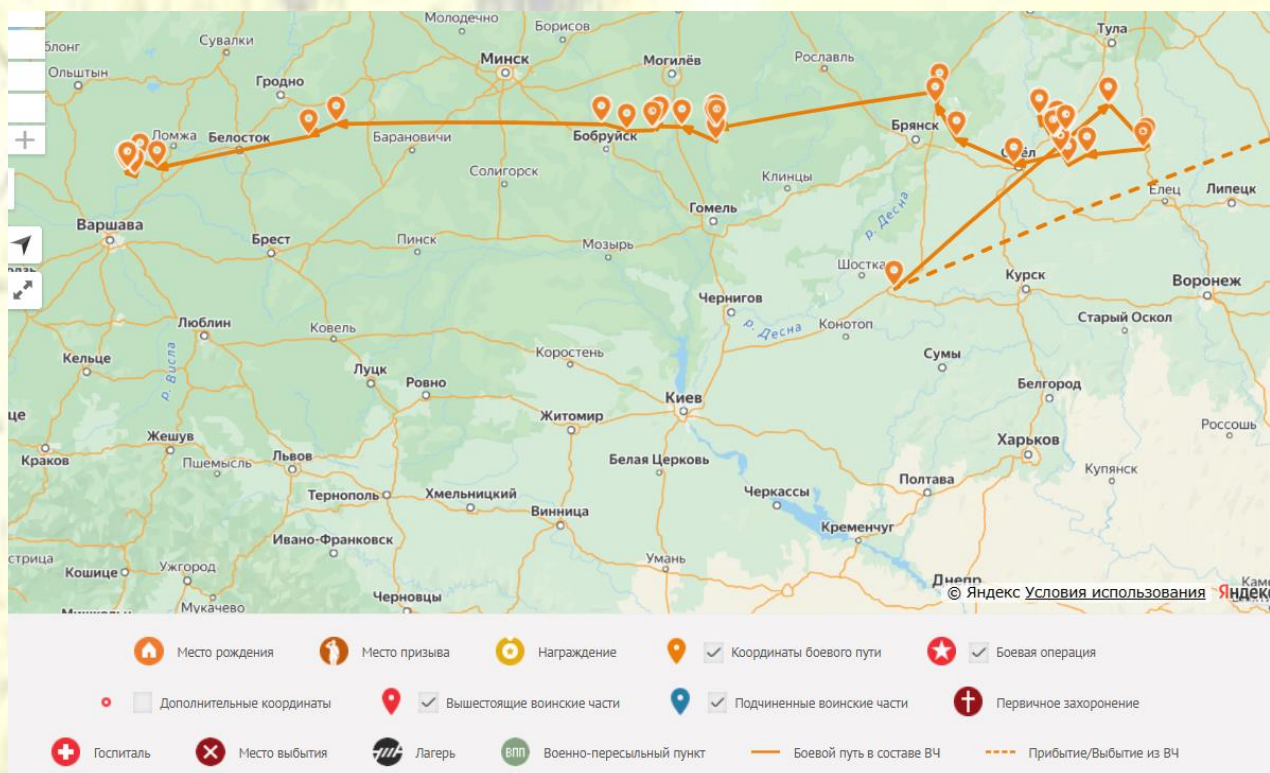 Молодечно
Борисов
Тула
Сувалки
Минск
Могилёв
Рославль
Ольштын
Гродно
Ломжа
Белосток
Барановичи
Бобруйск
Брянск
Солигорск
Клинцы
Елец
Липецк
Варшава
Брест
Пинск
Гомель
р. Десна
Мозырь
Шостка
Курск
Воронеж
Чернигов
Люблин
Ковель
р. Десна
Конотоп
Старый Оскол
Кельце
р. Висла
Коростень
Сумы
Луцк
Ровно
Белгород
Киев
Житомир
Россошь
Жешув
Харьков
Краков
Пшемысль
Львов
Белая Церковь
Купянск
Полтава
Тернополь
Хмельницкий
Черкассы
Винница
Кременчуг
Ивано-Франковск
Умань
Кошице
Ужгород
Днепр
Черновцы
© Яндекс Условия использования
Мукачево
Место рождения
Место призыва
Награждение
Координаты боевого пути
Боевая операция
Дополнительные координаты
Вышестоящие воинские части
Подчиненные воинские части
Первичное захоронение
Госпиталь
Место выбытия
Лагерь
ВПП
Военно-пересыльный пункт
Боевой путь в составе ВЧ
Прибытие/Выбытие из ВЧ